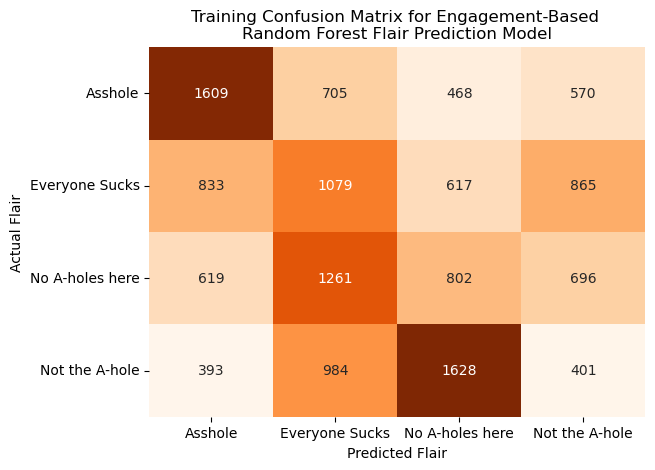 Training Confusion Matrix for Engagement-Based
Random Forest Flair Prediction Model
Actual Flair
Asshole 1609 705 468 570
Everyone Sucks 833 1079 617 865
No A-holes here 619 1261 802 696
Not the A-hole 393 984 1628 401
Asshole Everyone Sucks No A-holes here Not the A-hole
Predicted Flair